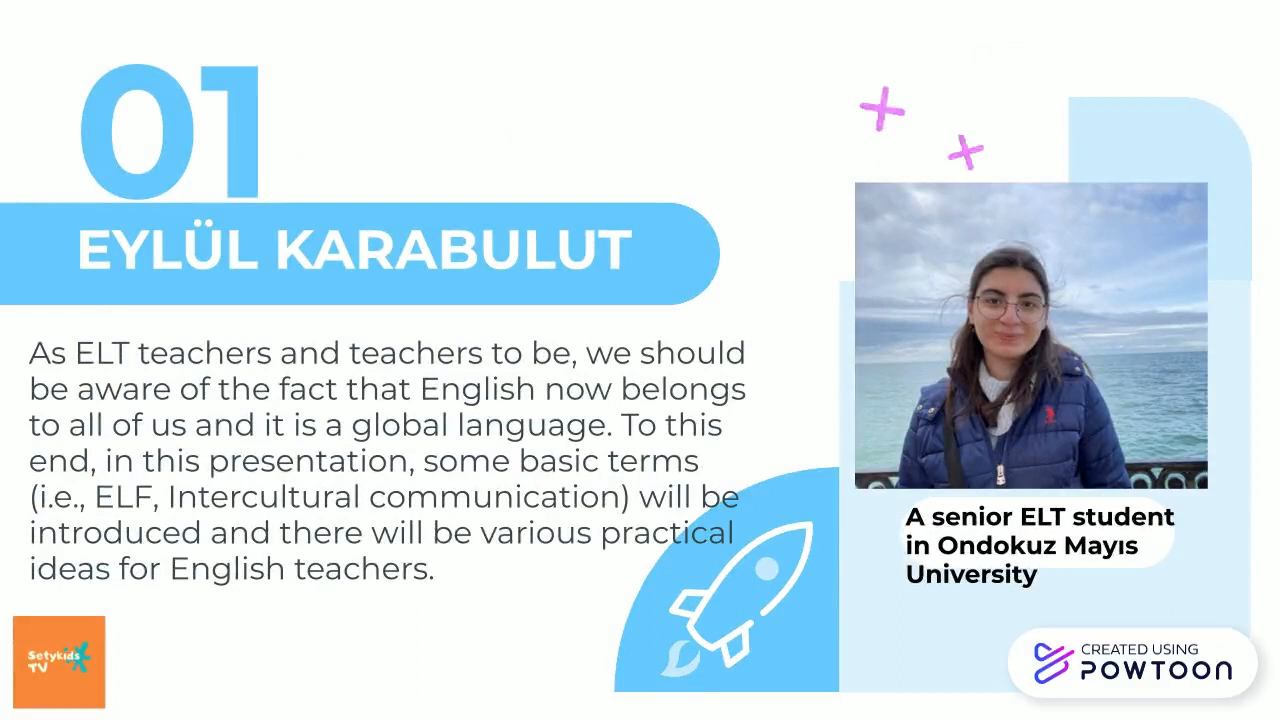 01
EYLÜL KARABULUT
As ELT teachers and teachers to be, we should
be aware of the fact that English now belongs
to all of us and it is a global language. To this
end, in this presentation, some basic terms
(i.e., ELF, Intercultural communication) will be
introduced and there will be various practical
ideas for English teachers.
A senior ELT student
in Ondokuz Mayıs
University
Setykids
TV
CREATED USING
POWTOON